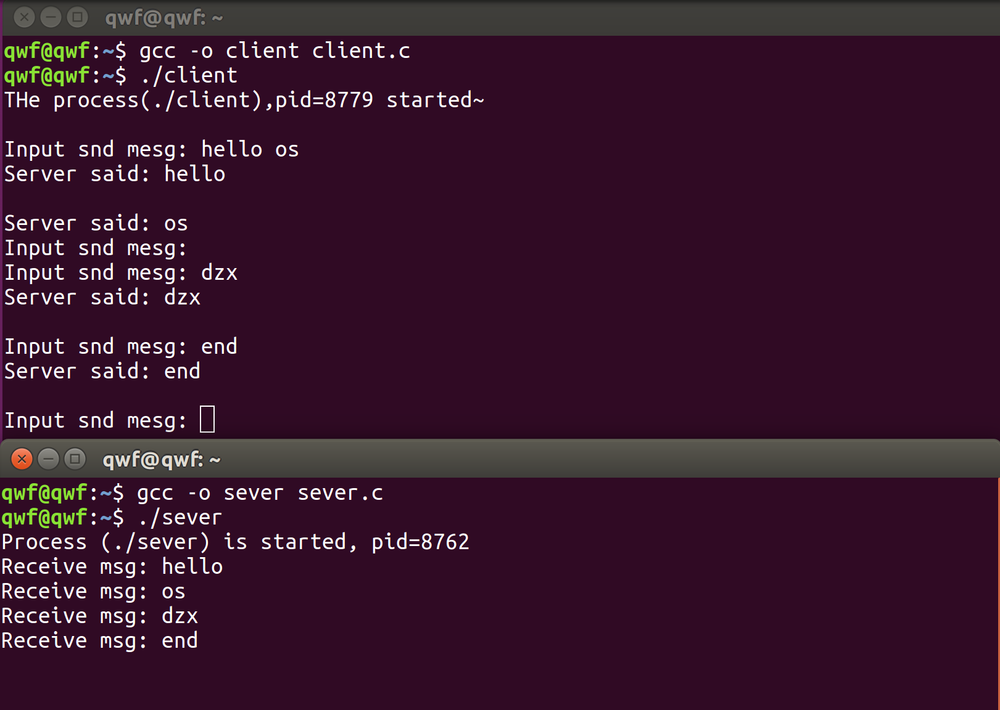 qwf@qwf: ~
qwf@qwf:~$ gcc -o client client.c
qwf@qwf:~$ ./client
THe process(./client),pid=8779 started~
Input snd mesg: hello os
Server said: hello
Server said: os
Input snd mesg:
Input snd mesg: dzx
Server said: dzx
Input snd mesg: end
Server said: end
Input snd mesg:
qwf@qwf: ~
qwf@qwf:~$ gcc -o sever sever.c
qwf@qwf:~$ ./sever
Process (./sever) is started, pid=8762
Receive msg: hello
Receive msg: os
Receive msg: dzx
Receive msg: end